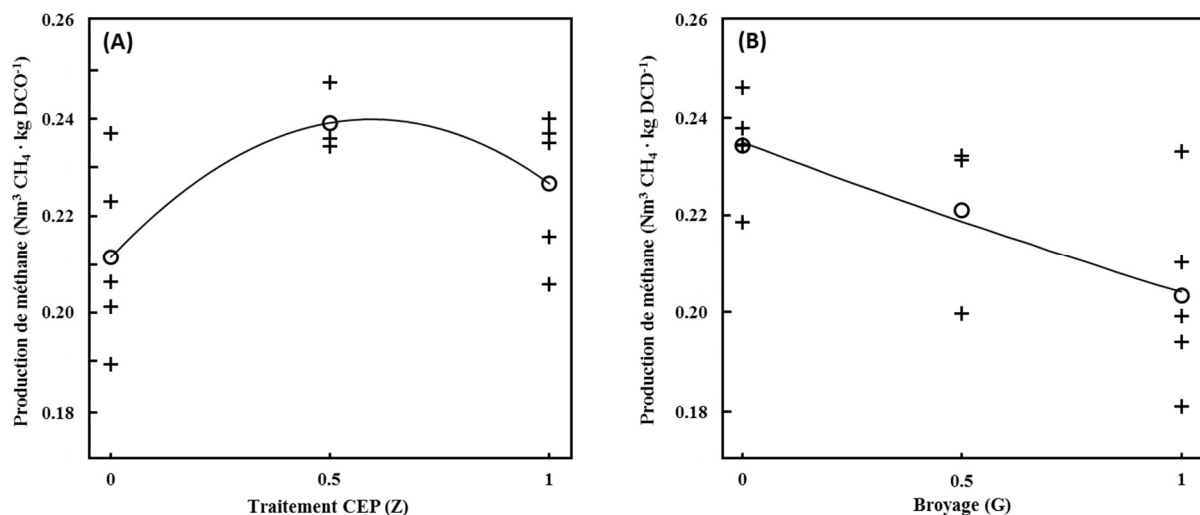 (A)
Production de méthane (Nm³ CH₄ · kg DCO⁻¹)
0.26
0.24
0.22
0.20
0.18
0
0.5
1
Traitement CEP (Z)
(B)
Production de méthane (Nm³ CH₄ · kg DCD⁻¹)
0.26
0.24
0.22
0.20
0.18
0
0.5
1
Broyage (G)